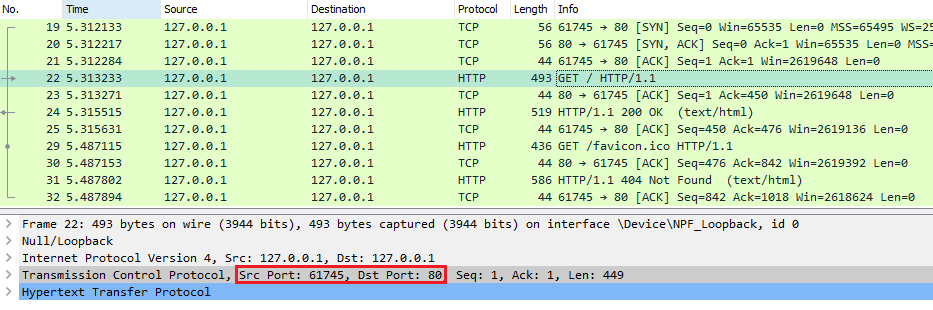 No. Time Source Destination Protocol Length Info
19 5.312133 127.0.0.1 127.0.0.1 TCP 56 61745 → 80 [SYN] Seq=0 Win=65535 Len=0 MSS=65495 WS=25
20 5.312217 127.0.0.1 127.0.0.1 TCP 56 80 → 61745 [SYN, ACK] Seq=0 Ack=1 Win=65535 Len=0 MSS=
21 5.312284 127.0.0.1 127.0.0.1 TCP 44 61745 → 80 [ACK] Seq=1 Ack=1 Win=2619648 Len=0
22 5.313233 127.0.0.1 127.0.0.1 HTTP 493 GET / HTTP/1.1
23 5.313271 127.0.0.1 127.0.0.1 TCP 44 80 → 61745 [ACK] Seq=1 Ack=450 Win=2619648 Len=0
24 5.315515 127.0.0.1 127.0.0.1 HTTP 519 HTTP/1.1 200 OK (text/html)
25 5.315631 127.0.0.1 127.0.0.1 TCP 44 61745 → 80 [ACK] Seq=450 Ack=476 Win=2619136 Len=0
29 5.487115 127.0.0.1 127.0.0.1 HTTP 436 GET /favicon.ico HTTP/1.1
30 5.487153 127.0.0.1 127.0.0.1 TCP 44 80 → 61745 [ACK] Seq=476 Ack=842 Win=2619392 Len=0
31 5.487802 127.0.0.1 127.0.0.1 HTTP 586 HTTP/1.1 404 Not Found (text/html)
32 5.487894 127.0.0.1 127.0.0.1 TCP 44 61745 → 80 [ACK] Seq=842 Ack=1018 Win=2618624 Len=0
Frame 22: 493 bytes on wire (3944 bits), 493 bytes captured (3944 bits) on interface \Device\NPF_Loopback, id 0
Null/Loopback
Internet Protocol Version 4, Src: 127.0.0.1, Dst: 127.0.0.1
Transmission Control Protocol, Src Port: 61745, Dst Port: 80, Seq: 1, Ack: 1, Len: 449
Hypertext Transfer Protocol